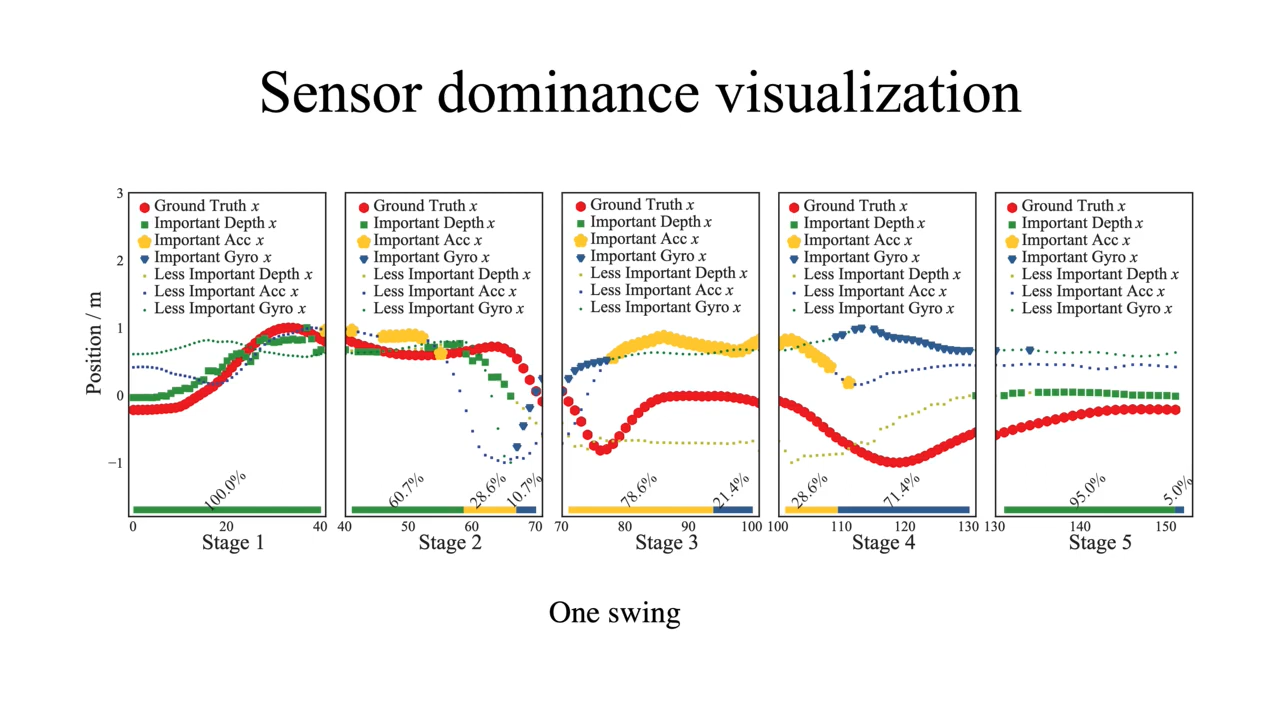 Sensor dominance visualization
Position / m
3
2
1
0
−1
Ground Truth x
Important Depth x
Important Acc x
Important Gyro x
Less Important Depth x
Less Important Acc x
Less Important Gyro x
100.0%
0 20 40
Stage 1
Ground Truth x
Important Depth x
Important Acc x
Important Gyro x
Less Important Depth x
Less Important Acc x
Less Important Gyro x
60.7% 28.6% 10.7%
40 50 60 70
Stage 2
Ground Truth x
Important Depth x
Important Acc x
Important Gyro x
Less Important Depth x
Less Important Acc x
Less Important Gyro x
78.6% 21.4%
70 80 90 100
Stage 3
Ground Truth x
Important Depth x
Important Acc x
Important Gyro x
Less Important Depth x
Less Important Acc x
Less Important Gyro x
28.6% 71.4%
100 110 120 130
Stage 4
Ground Truth x
Important Depth x
Important Acc x
Important Gyro x
Less Important Depth x
Less Important Acc x
Less Important Gyro x
95.0% 5.0%
130 140 150
Stage 5
One swing